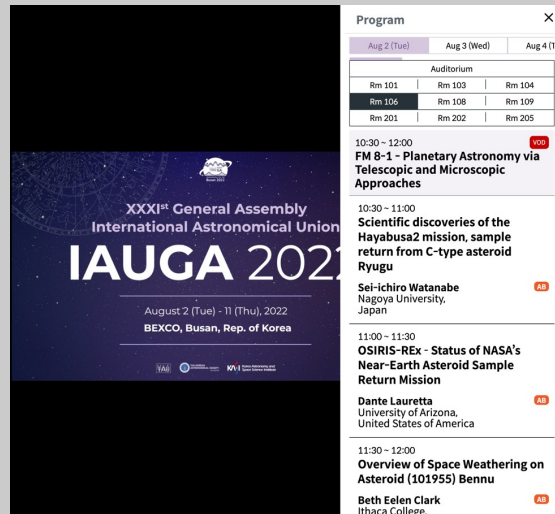 XXXIst General Assembly
International Astronomical Union
IAUGA 2022
August 2 (Tue) - 11 (Thu), 2022
BEXCO, Busan, Rep. of Korea
Program
×
Aug 2 (Tue) Aug 3 (Wed) Aug 4 (T
Auditorium
Rm 101 Rm 103 Rm 104
Rm 106 Rm 108 Rm 109
Rm 201 Rm 202 Rm 205
10:30 ~ 12:00 VOD
FM 8-1 - Planetary Astronomy via
Telescopic and Microscopic
Approaches
10:30 ~ 11:00
Scientific discoveries of the
Hayabusa2 mission, sample
return from C-type asteroid
Ryugu
Sei-ichiro Watanabe AB
Nagoya University,
Japan
11:00 ~ 11:30
OSIRIS-REx - Status of NASA's
Near-Earth Asteroid Sample
Return Mission
Dante Lauretta AB
University of Arizona,
United States of America
11:30 ~ 12:00
Overview of Space Weathering on
Asteroid (101955) Bennu
Beth Eelen Clark AB
Ithaca College,